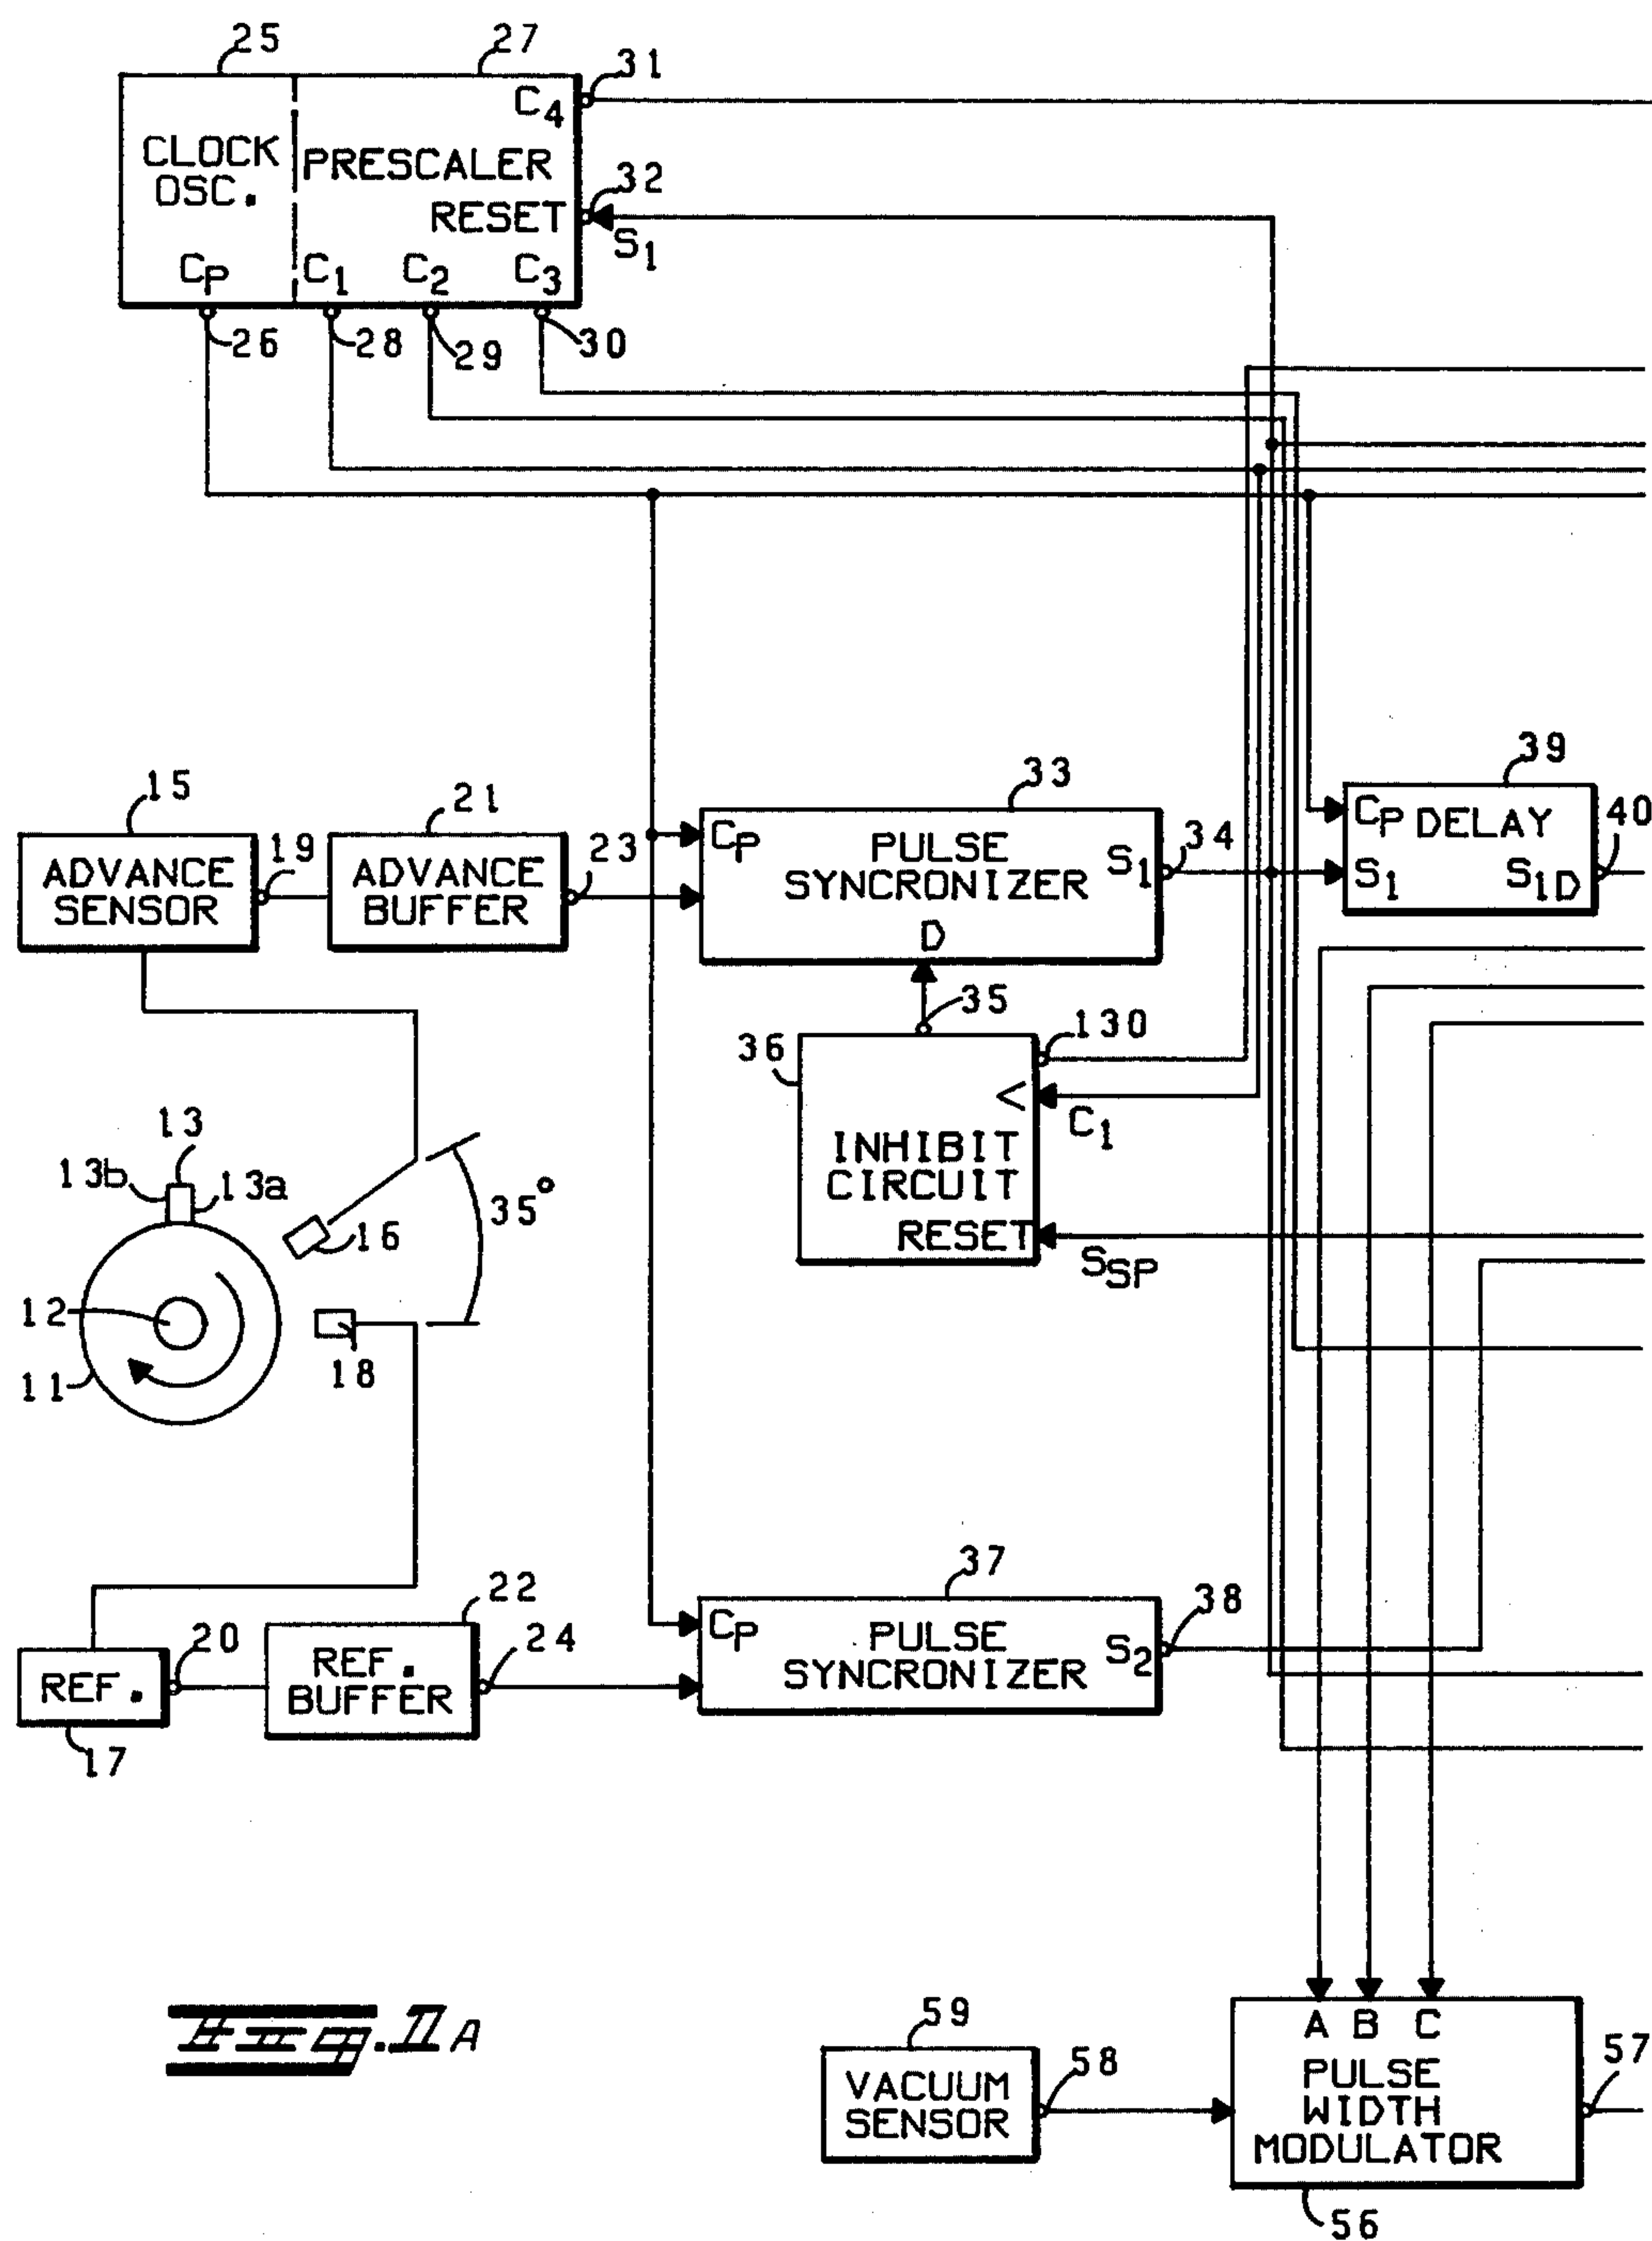 25
27
31
C4
CLOCK
OSC.
PRESCALER
32
RESET
S1
CP
C1
C2
C3
26
28
29
30
39
15
21
33
CP DELAY
40
ADVANCE
SENSOR
19
ADVANCE
BUFFER
23
CP
PULSE
SYNCRONIZER
S1
34
S1
S1D
D
35
36
130
<
C1
13
13b
13a
35°
INHIBIT
CIRCUIT
16
RESET
SSP
12
18
11
37
22
38
20
24
CP
PULSE
SYNCRONIZER
S2
REF.
REF.
BUFFER
17
Fig. II A
59
A B C
58
57
VACUUM
SENSOR
PULSE
WIDTH
MODULATOR
56